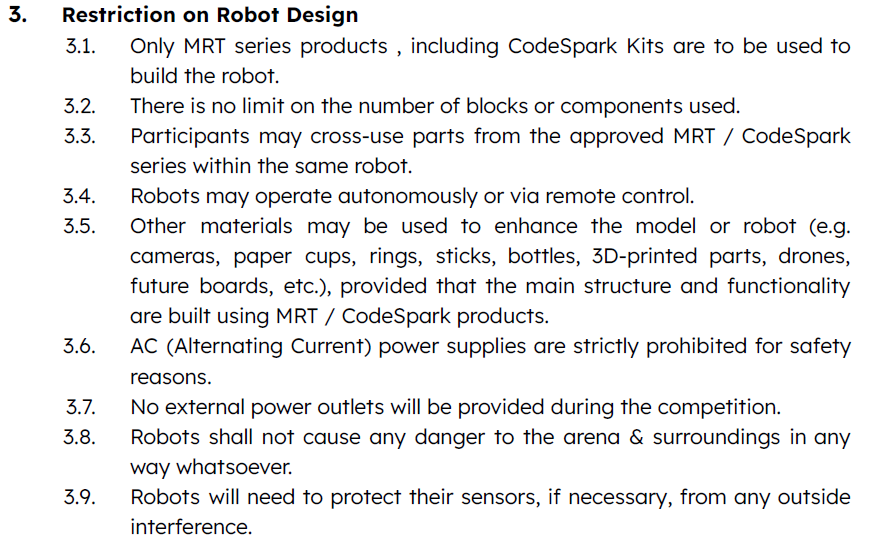 3. Restriction on Robot Design
3.1. Only MRT series products , including CodeSpark Kits are to be used to
build the robot.
3.2. There is no limit on the number of blocks or components used.
3.3. Participants may cross-use parts from the approved MRT / CodeSpark
series within the same robot.
3.4. Robots may operate autonomously or via remote control.
3.5. Other materials may be used to enhance the model or robot (e.g.
cameras, paper cups, rings, sticks, bottles, 3D-printed parts, drones,
future boards, etc.), provided that the main structure and functionality
are built using MRT / CodeSpark products.
3.6. AC (Alternating Current) power supplies are strictly prohibited for safety
reasons.
3.7. No external power outlets will be provided during the competition.
3.8. Robots shall not cause any danger to the arena & surroundings in any
way whatsoever.
3.9. Robots will need to protect their sensors, if necessary, from any outside
interference.